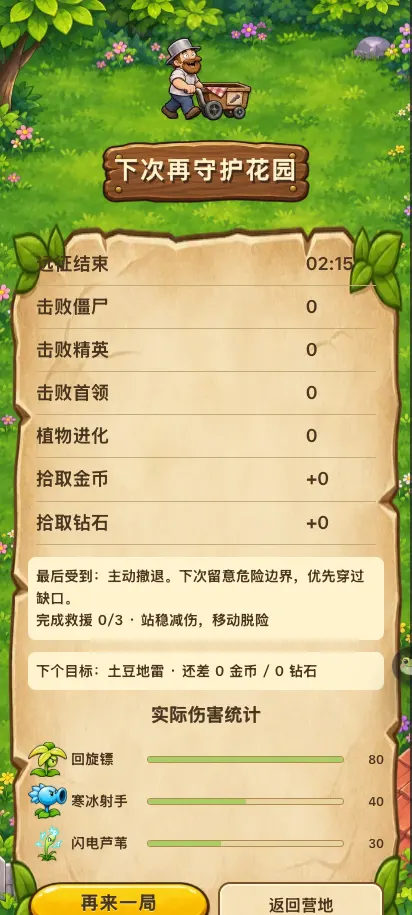 下次再守护花园
远征结束 02:15
击败僵尸 0
击败精英 0
击败首领 0
植物进化 0
拾取金币 +0
拾取钻石 +0
最后受到：主动撤退。下次留意危险边界，优先穿过
缺口。
完成救援 0/3 · 站稳减伤，移动脱险
下个目标：土豆地雷 · 还差 0 金币 / 0 钻石
实际伤害统计
回旋镖 80
寒冰射手 40
闪电芦苇 30
再来一局 返回营地